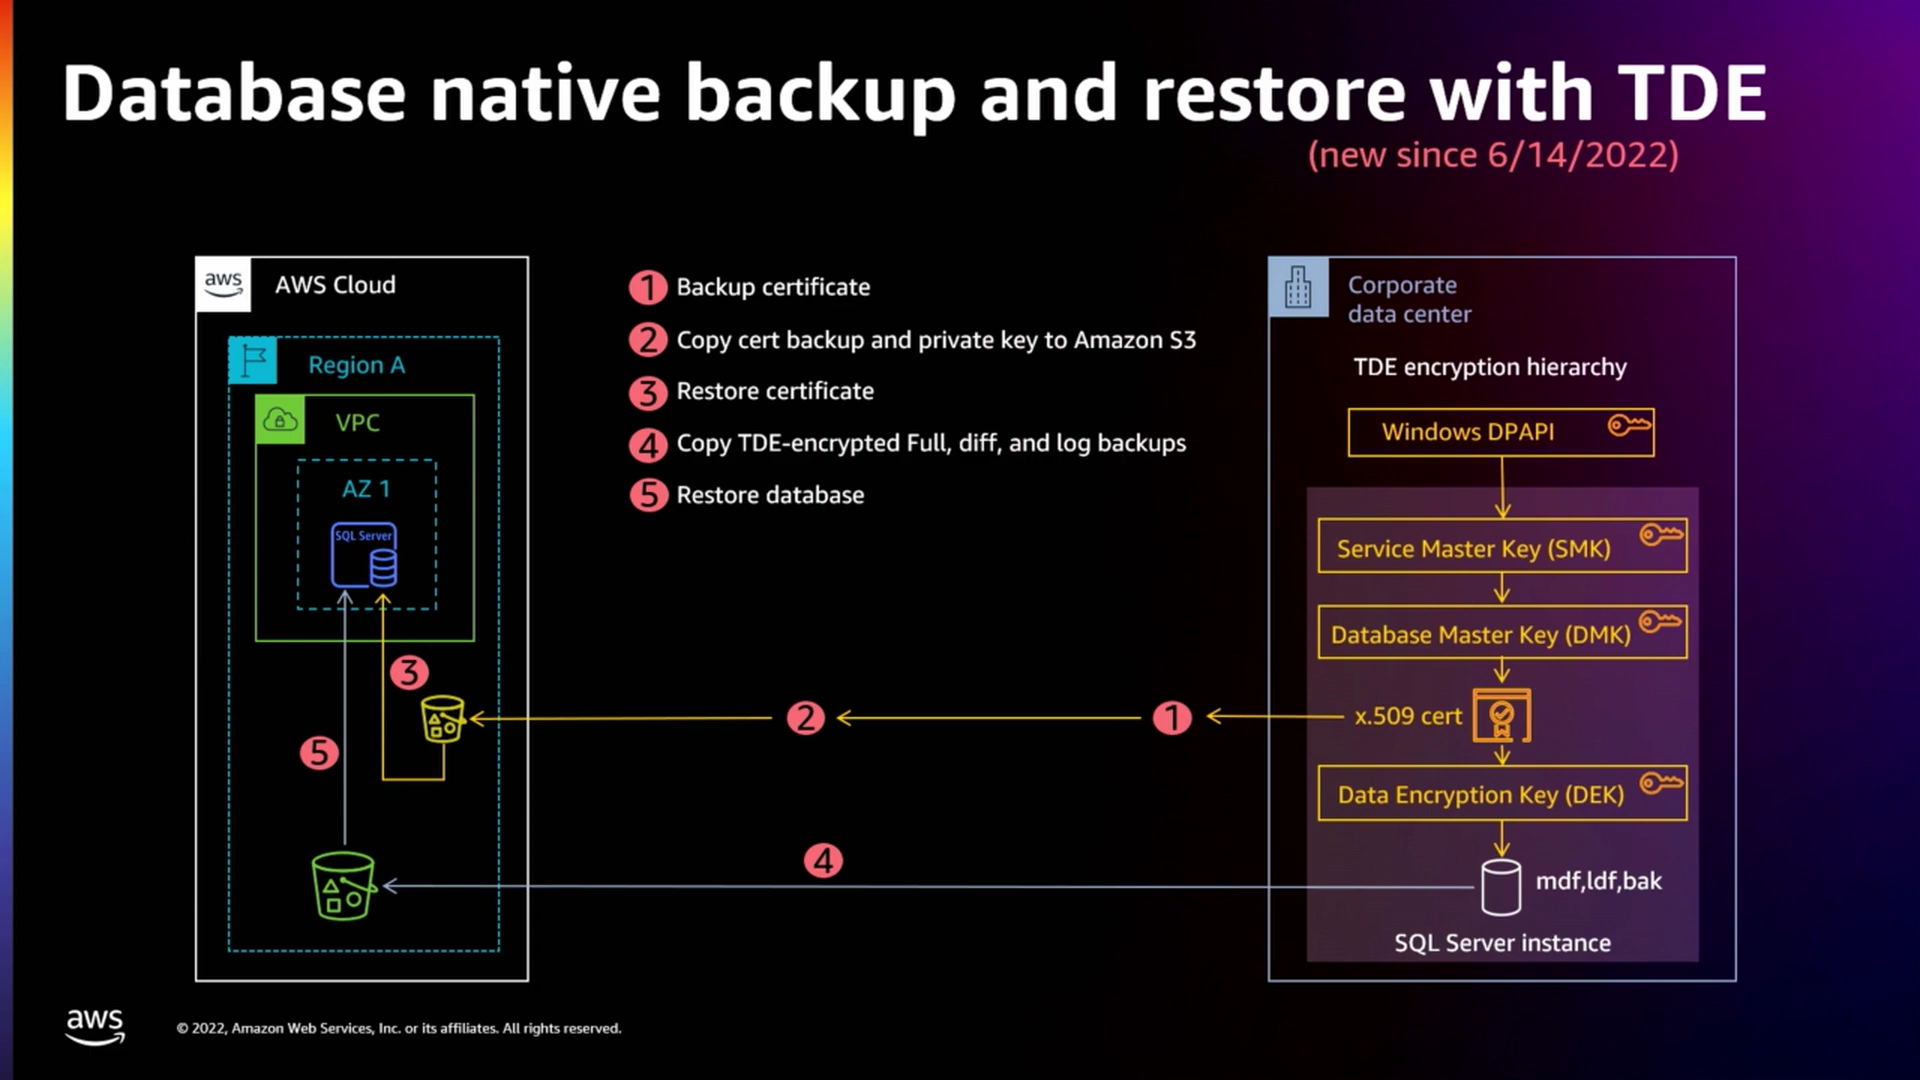 Database native backup and restore with TDE
(new since 6/14/2022)
aws
AWS Cloud
Region A
VPC
AZ 1
SQL Server
3
5
1 Backup certificate
2 Copy cert backup and private key to Amazon S3
3 Restore certificate
4 Copy TDE-encrypted Full, diff, and log backups
5 Restore database
2
1
4
Corporate
data center
TDE encryption hierarchy
Windows DPAPI
Service Master Key (SMK)
Database Master Key (DMK)
x.509 cert
Data Encryption Key (DEK)
mdf,ldf,bak
SQL Server instance
aws
© 2022, Amazon Web Services, Inc. or its affiliates. All rights reserved.